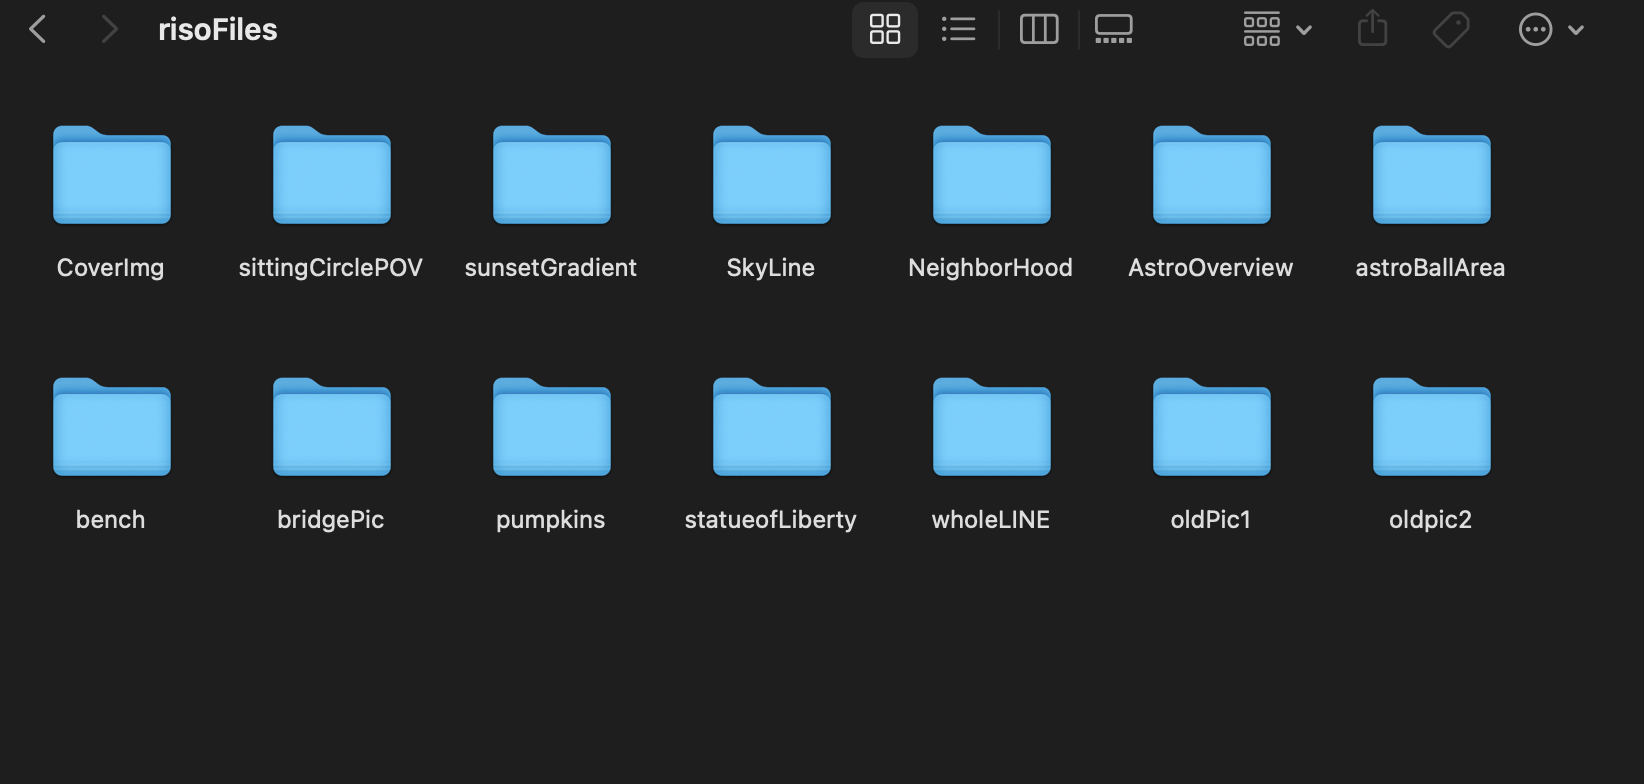 risoFiles
CoverImg
sittingCirclePOV
sunsetGradient
SkyLine
NeighborHood
AstroOverview
astroBallArea
bench
bridgePic
pumpkins
statueofLiberty
wholeLINE
oldPic1
oldpic2